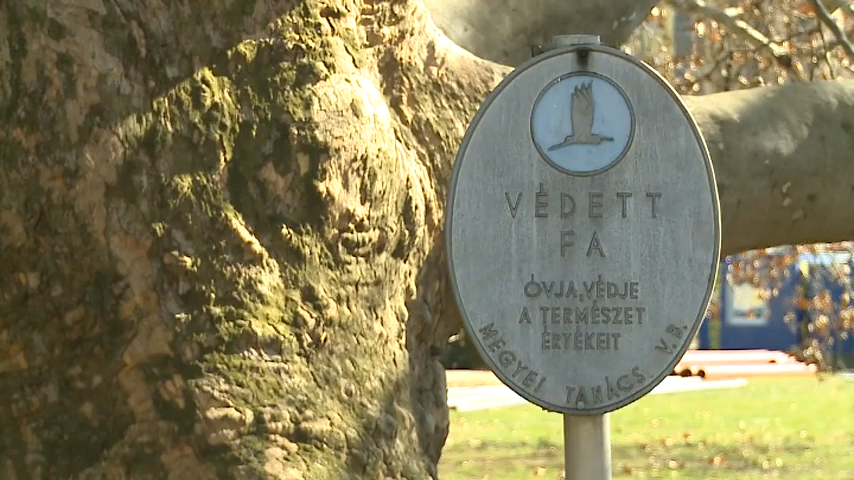 VÉDETT
FA
ÓVJA, VÉDJE
A TERMÉSZET
ÉRTÉKEIT
MEGYEI TANÁCS V.B.